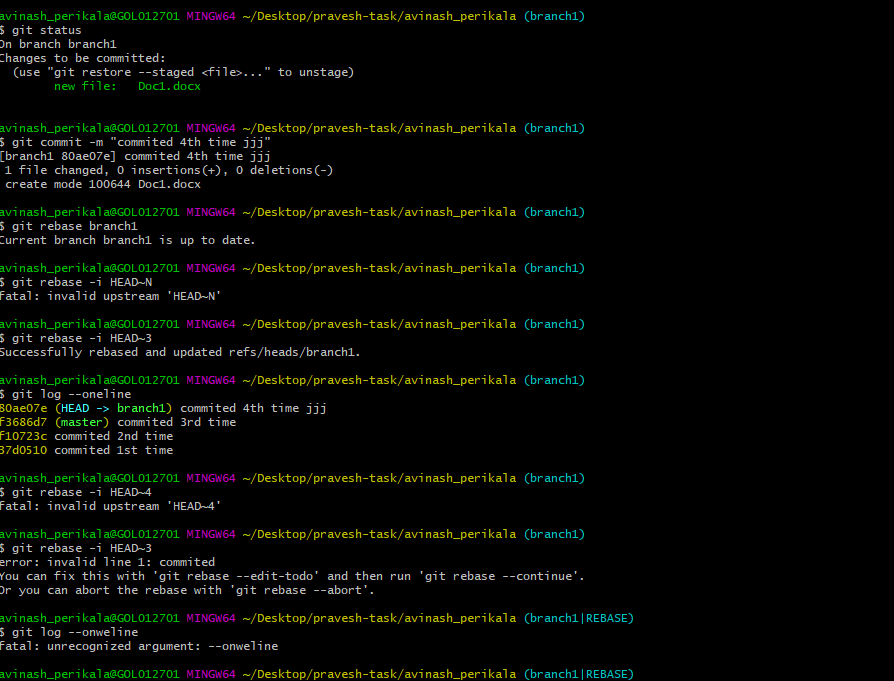 avinash_perikala@GOL012701 MINGW64 ~/Desktop/pravesh-task/avinash_perikala (branch1)
$ git status
On branch branch1
Changes to be committed:
  (use "git restore --staged <file>..." to unstage)
        new file:   Doc1.docx
avinash_perikala@GOL012701 MINGW64 ~/Desktop/pravesh-task/avinash_perikala (branch1)
$ git commit -m "commited 4th time jjj"
[branch1 80ae07e] commited 4th time jjj
 1 file changed, 0 insertions(+), 0 deletions(-)
 create mode 100644 Doc1.docx
avinash_perikala@GOL012701 MINGW64 ~/Desktop/pravesh-task/avinash_perikala (branch1)
$ git rebase branch1
Current branch branch1 is up to date.
avinash_perikala@GOL012701 MINGW64 ~/Desktop/pravesh-task/avinash_perikala (branch1)
$ git rebase -i HEAD~N
fatal: invalid upstream 'HEAD~N'
avinash_perikala@GOL012701 MINGW64 ~/Desktop/pravesh-task/avinash_perikala (branch1)
$ git rebase -i HEAD~3
Successfully rebased and updated refs/heads/branch1.
avinash_perikala@GOL012701 MINGW64 ~/Desktop/pravesh-task/avinash_perikala (branch1)
$ git log --oneline
80ae07e (HEAD -> branch1) commited 4th time jjj
f3686d7 (master) commited 3rd time
f10723c commited 2nd time
37d0510 commited 1st time
avinash_perikala@GOL012701 MINGW64 ~/Desktop/pravesh-task/avinash_perikala (branch1)
$ git rebase -i HEAD~4
fatal: invalid upstream 'HEAD~4'
avinash_perikala@GOL012701 MINGW64 ~/Desktop/pravesh-task/avinash_perikala (branch1)
$ git rebase -i HEAD~3
error: invalid line 1: commited
You can fix this with 'git rebase --edit-todo' and then run 'git rebase --continue'.
Or you can abort the rebase with 'git rebase --abort'.
avinash_perikala@GOL012701 MINGW64 ~/Desktop/pravesh-task/avinash_perikala (branch1|REBASE)
$ git log --onweline
fatal: unrecognized argument: --onweline
avinash_perikala@GOL012701 MINGW64 ~/Desktop/pravesh-task/avinash_perikala (branch1|REBASE)